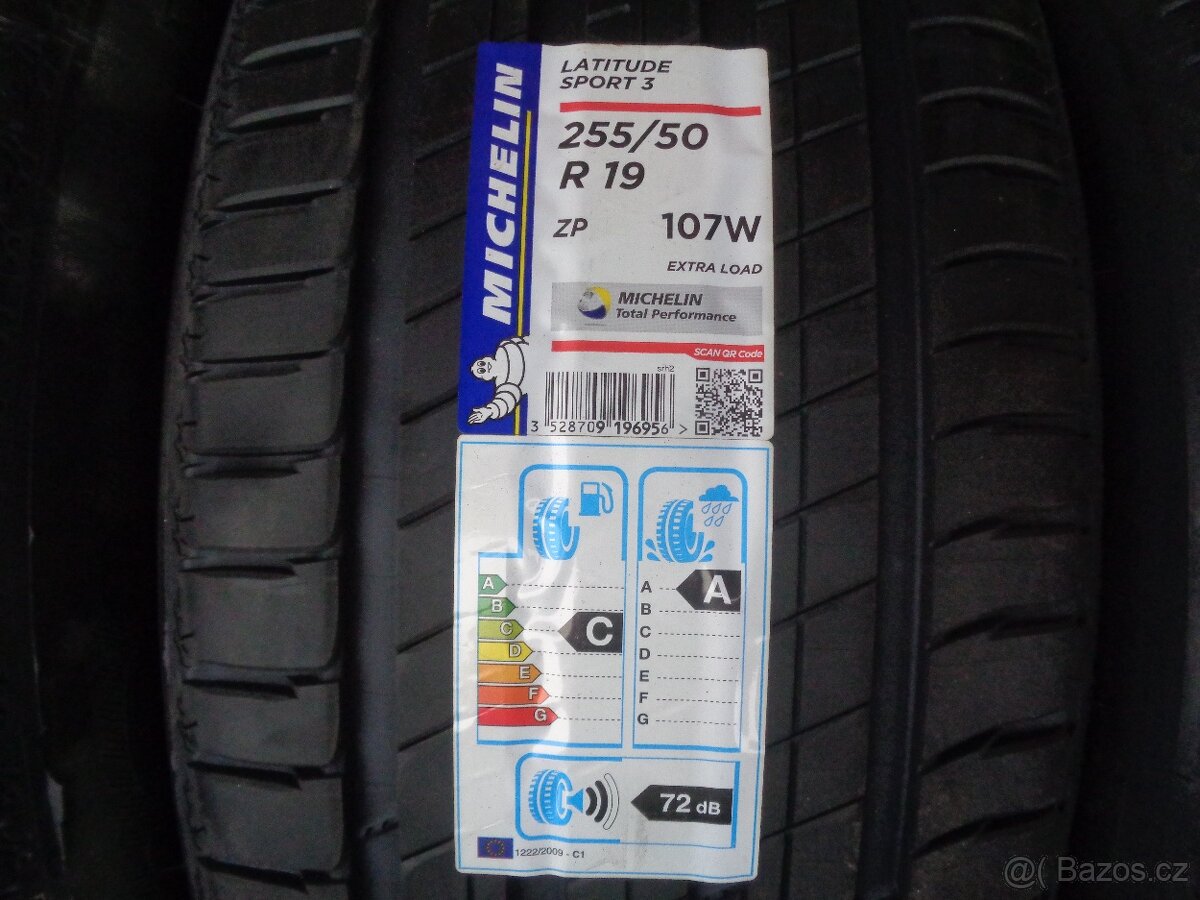 MICHELIN
LATITUDE
SPORT 3
255/50
R 19
ZP 107W
EXTRA LOAD
MICHELIN
Total Performance
SCAN QR Code
srh2
3 528709 196956 >
A
B
C
D
E
F
G
C
A
B
C
D
E
F
G
A
72 dB
1222/2009 - C1
@( Bazos.cz